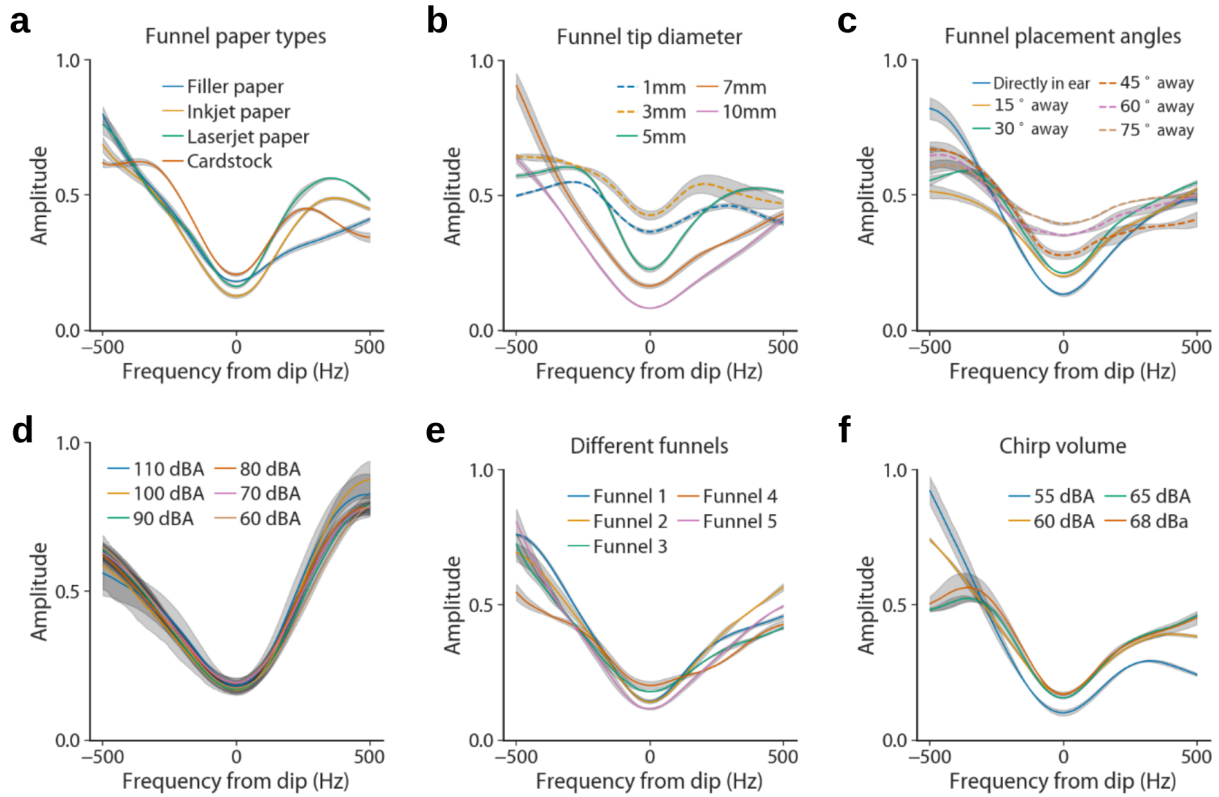 a
Funnel paper types
1.0
0.5
0.0
Amplitude
Filler paper
Inkjet paper
Laserjet paper
Cardstock
−500
0
500
Frequency from dip (Hz)
b
Funnel tip diameter
1.0
0.5
0.0
Amplitude
1mm
7mm
3mm
10mm
5mm
−500
0
500
Frequency from dip (Hz)
c
Funnel placement angles
1.0
0.5
0.0
Amplitude
Directly in ear
45° away
15° away
60° away
30° away
75° away
−500
0
500
Frequency from dip (Hz)
d
1.0
0.5
0.0
Amplitude
110 dBA
80 dBA
100 dBA
70 dBA
90 dBA
60 dBA
−500
0
500
Frequency from dip (Hz)
e
Different funnels
1.0
0.5
0.0
Amplitude
Funnel 1
Funnel 4
Funnel 2
Funnel 5
Funnel 3
−500
0
500
Frequency from dip (Hz)
f
Chirp volume
1.0
0.5
0.0
Amplitude
55 dBA
65 dBA
60 dBA
68 dBa
−500
0
500
Frequency from dip (Hz)